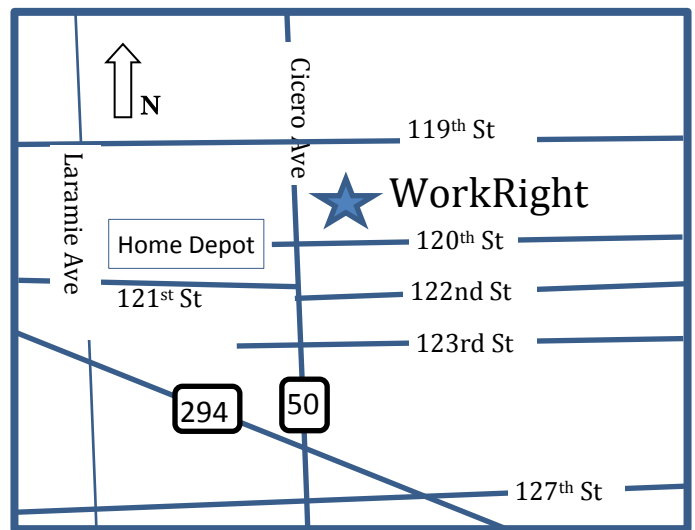 N
Cicero Ave
119th St
Laramie Ave
WorkRight
Home Depot
120th St
121st St
122nd St
123rd St
294
50
127th St